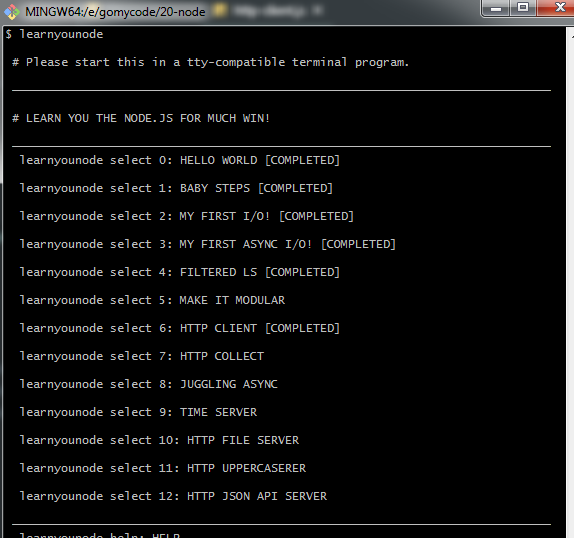 MINGW64:/e/gomycode/20-node
$ learnyounode
# Please start this in a tty-compatible terminal program.
# LEARN YOU THE NODE.JS FOR MUCH WIN!
learnyounode select 0: HELLO WORLD [COMPLETED]
learnyounode select 1: BABY STEPS [COMPLETED]
learnyounode select 2: MY FIRST I/O! [COMPLETED]
learnyounode select 3: MY FIRST ASYNC I/O! [COMPLETED]
learnyounode select 4: FILTERED LS [COMPLETED]
learnyounode select 5: MAKE IT MODULAR
learnyounode select 6: HTTP CLIENT [COMPLETED]
learnyounode select 7: HTTP COLLECT
learnyounode select 8: JUGGLING ASYNC
learnyounode select 9: TIME SERVER
learnyounode select 10: HTTP FILE SERVER
learnyounode select 11: HTTP UPPERCASERER
learnyounode select 12: HTTP JSON API SERVER
learnyounode help: HELP